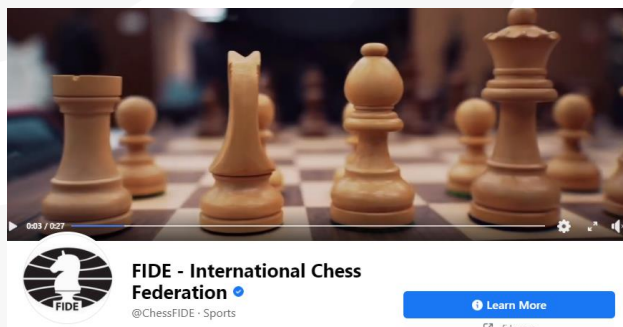 0:03 / 0:27
FIDE
FIDE - International Chess
Federation
@ChessFIDE · Sports
Learn More